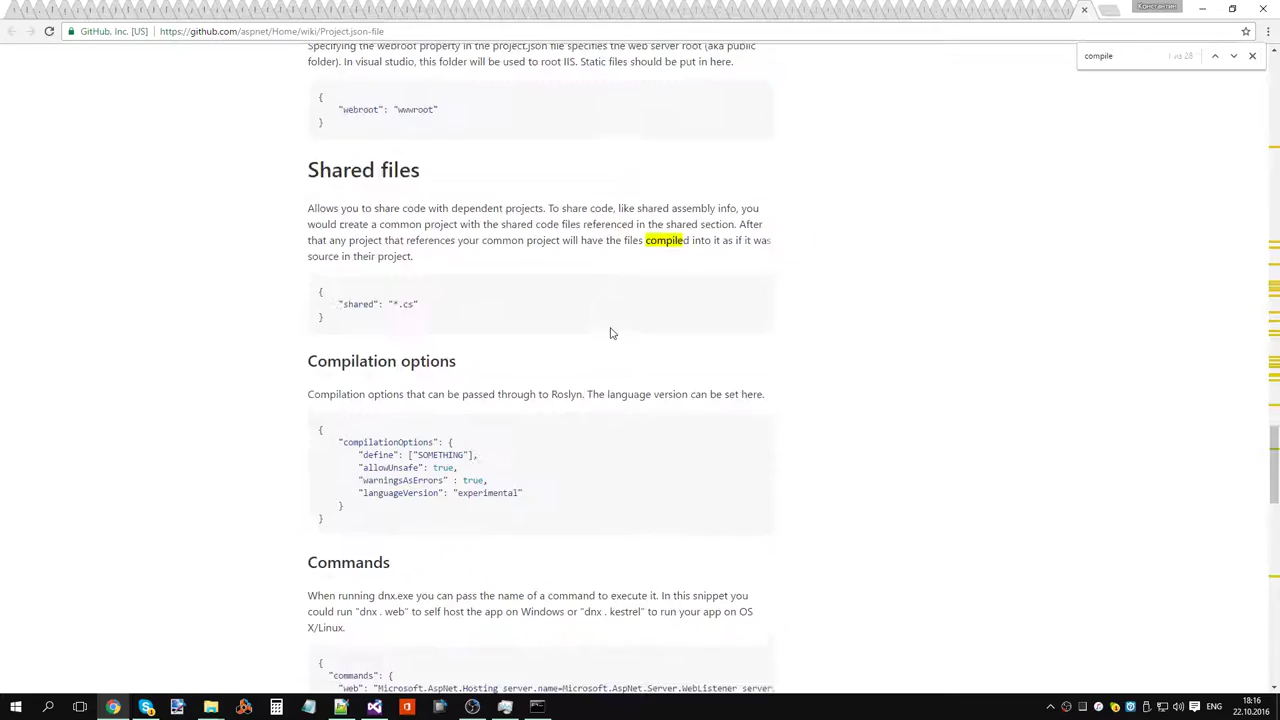 Константин
GitHub, Inc. [US]
https://github.com/aspnet/Home/wiki/Project.json-file
compile
1 из 28
Specifying the webroot property in the project.json file specifies the web server root (aka public
folder). In visual studio, this folder will be used to root IIS. Static files should be put in here.
{
"webroot": "wwwroot"
}
Shared files
Allows you to share code with dependent projects. To share code, like shared assembly info, you
would create a common project with the shared code files referenced in the shared section. After
that any project that references your common project will have the files compiled into it as if it was
source in their project.
{
"shared": "*.cs"
}
Compilation options
Compilation options that can be passed through to Roslyn. The language version can be set here.
{
"compilationOptions": {
"define": ["SOMETHING"],
"allowUnsafe": true,
"warningsAsErrors" : true,
"languageVersion": "experimental"
}
}
Commands
When running dnx.exe you can pass the name of a command to execute it. In this snippet you
could run "dnx . web" to self host the app on Windows or "dnx . kestrel" to run your app on OS
X/Linux.
{
"commands": {
"web": "Microsoft.AspNet.Hosting server.name=Microsoft.AspNet.Server.WebListener server
ENG
18:16
22.10.2016